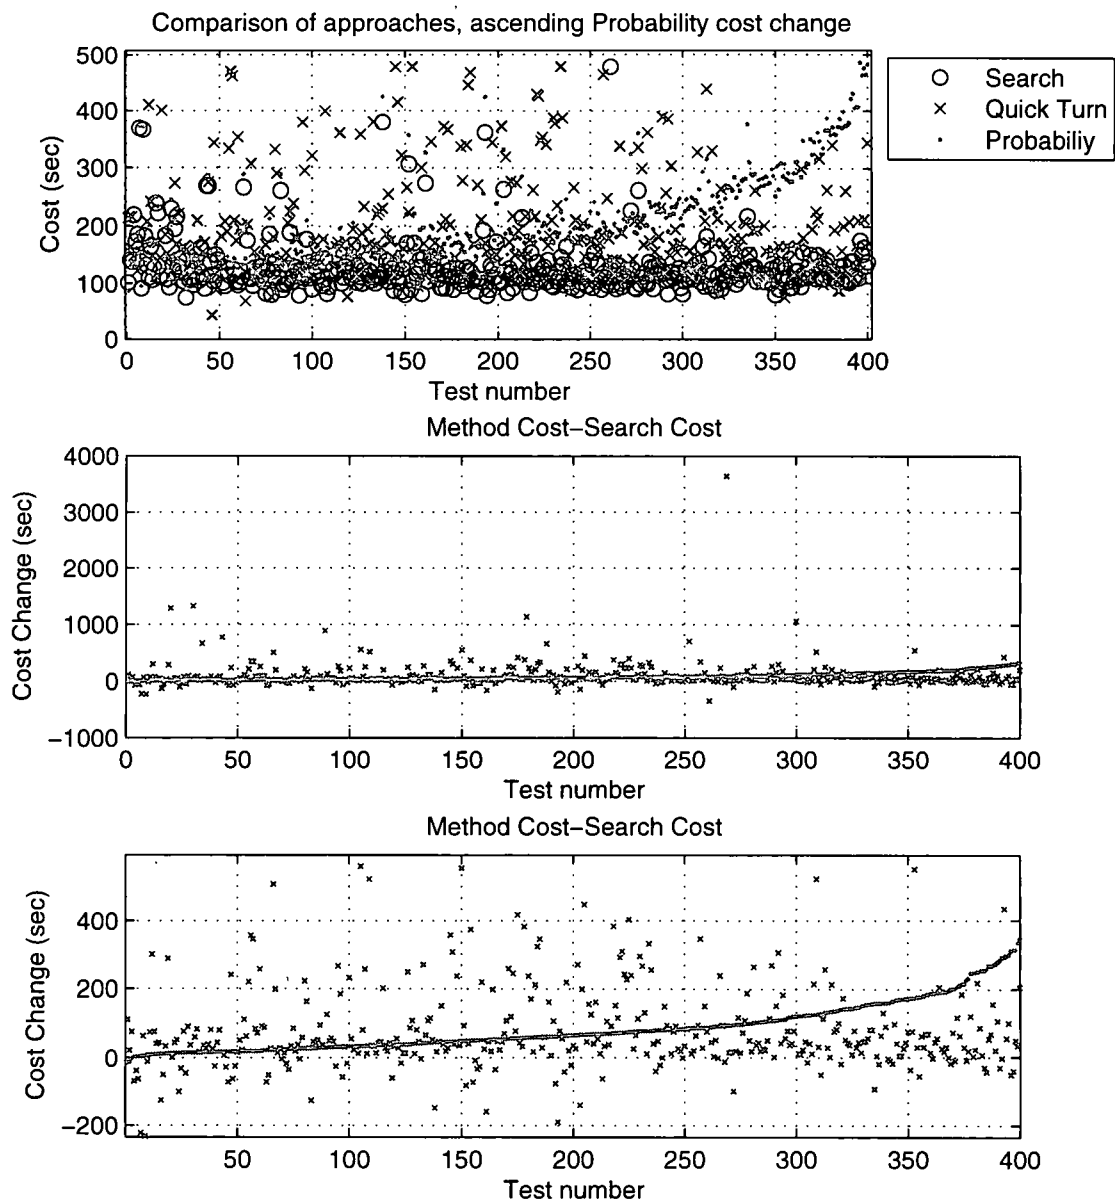 Comparison of approaches, ascending Probability cost change
500
400
300
200
100
0
Cost (sec)
0 50 100 150 200 250 300 350 400
Test number
Search
Quick Turn
Probabiliy
Method Cost−Search Cost
4000
3000
2000
1000
0
−1000
Cost Change (sec)
0 50 100 150 200 250 300 350 400
Test number
Method Cost−Search Cost
400
200
0
−200
Cost Change (sec)
50 100 150 200 250 300 350 400
Test number